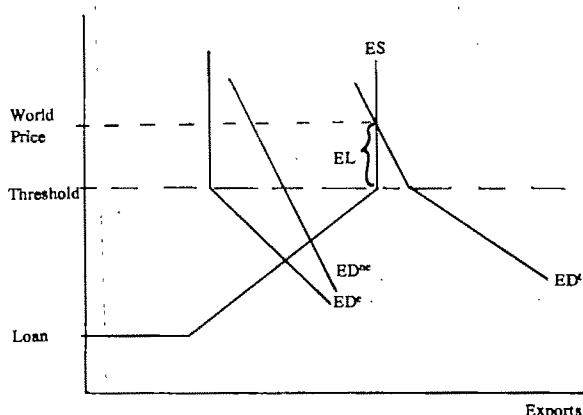 ES
World
Price
EL
Threshold
ED^ne
ED^e
ED^t
Loan
Exports